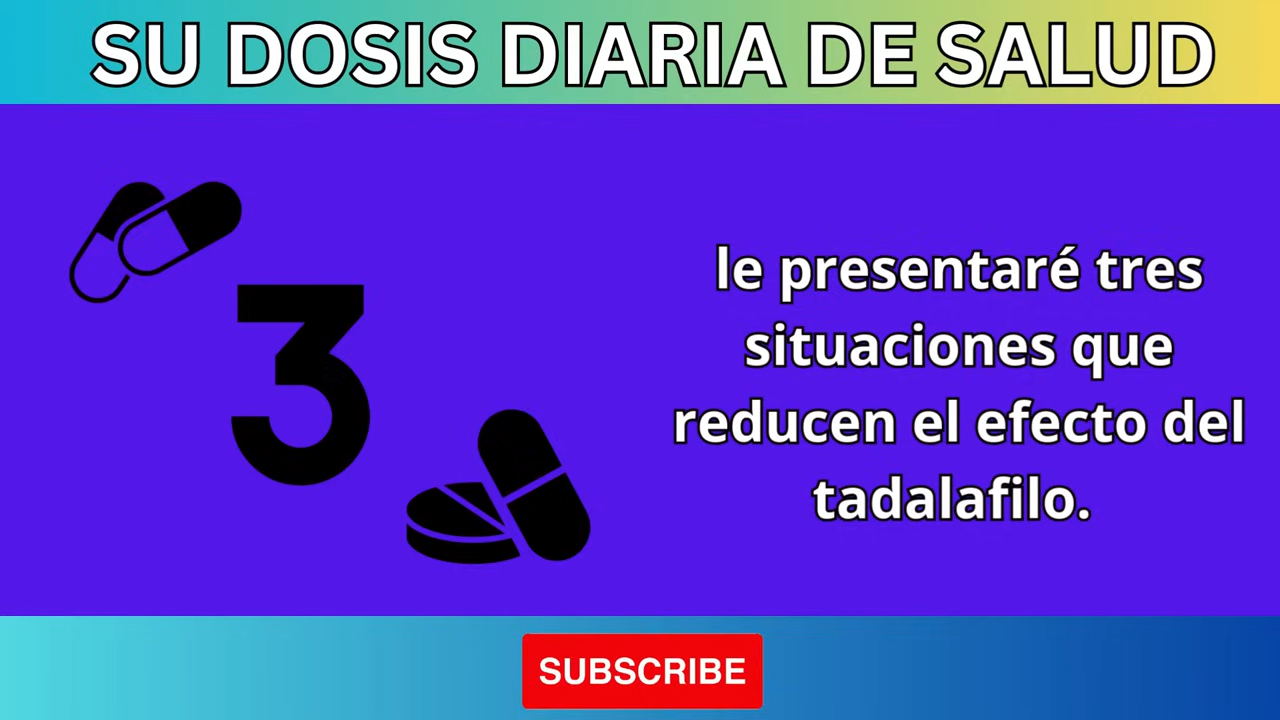 SU DOSIS DIARIA DE SALUD
3
le presentaré tres
situaciones que
reducen el efecto del
tadalafilo.
SUBSCRIBE